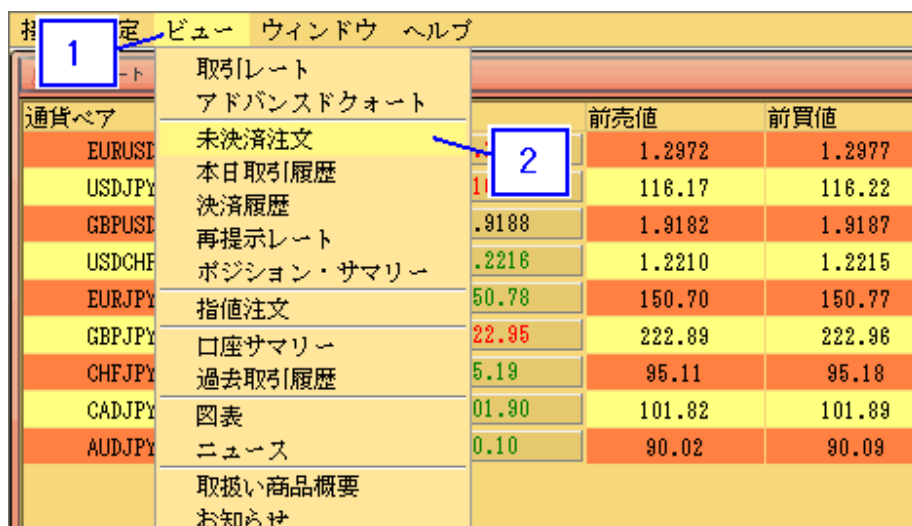 定 ビュー ウィンドウ ヘルプ
1
ート
取引レート
アドバンスドクォート
通貨ペア 前売値 前買値
未決済注文
2
EURUSD 1.2972 1.2977
本日取引履歴
USDJPY 116.17 116.22
決済履歴
GBPUSD .9188 1.9182 1.9187
再提示レート
USDCHF .2216 1.2210 1.2215
ポジション・サマリー
EURJPY 50.78 150.70 150.77
指値注文
GBPJPY 22.95 222.89 222.96
口座サマリー
CHFJPY 5.19 95.11 95.18
過去取引履歴
CADJPY 01.90 101.82 101.89
図表
AUDJPY 0.10 90.02 90.09
ニュース
取扱い商品概要
お知らせ